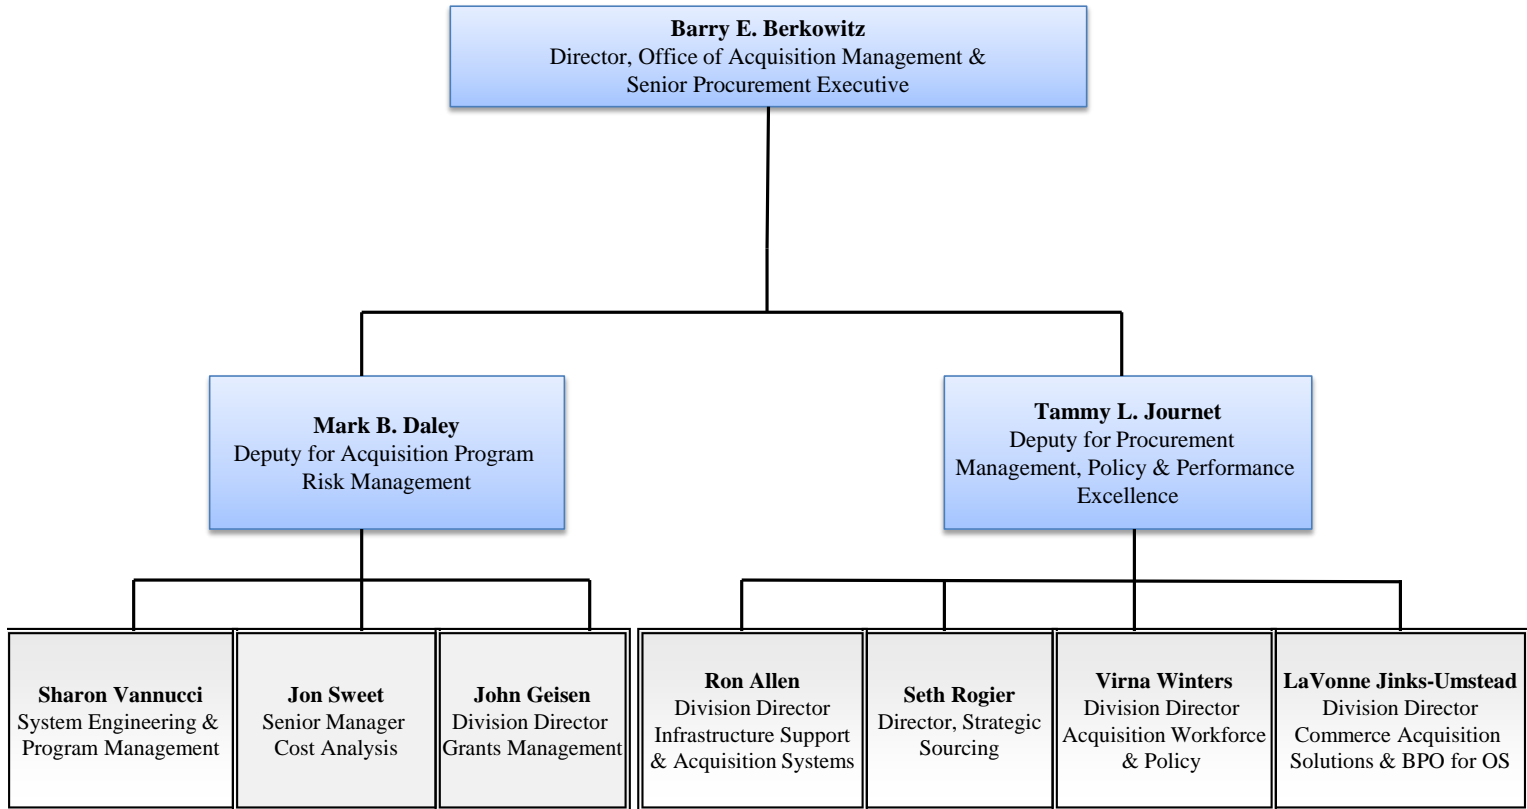 Barry E. Berkowitz
Director, Office of Acquisition Management &
Senior Procurement Executive
Mark B. Daley
Deputy for Acquisition Program
Risk Management
Tammy L. Journet
Deputy for Procurement
Management, Policy & Performance
Excellence
Sharon Vannucci
System Engineering &
Program Management
Jon Sweet
Senior Manager
Cost Analysis
John Geisen
Division Director
Grants Management
Ron Allen
Division Director
Infrastructure Support
& Acquisition Systems
Seth Rogier
Director, Strategic
Sourcing
Virna Winters
Division Director
Acquisition Workforce
& Policy
LaVonne Jinks-Umstead
Division Director
Commerce Acquisition
Solutions & BPO for OS